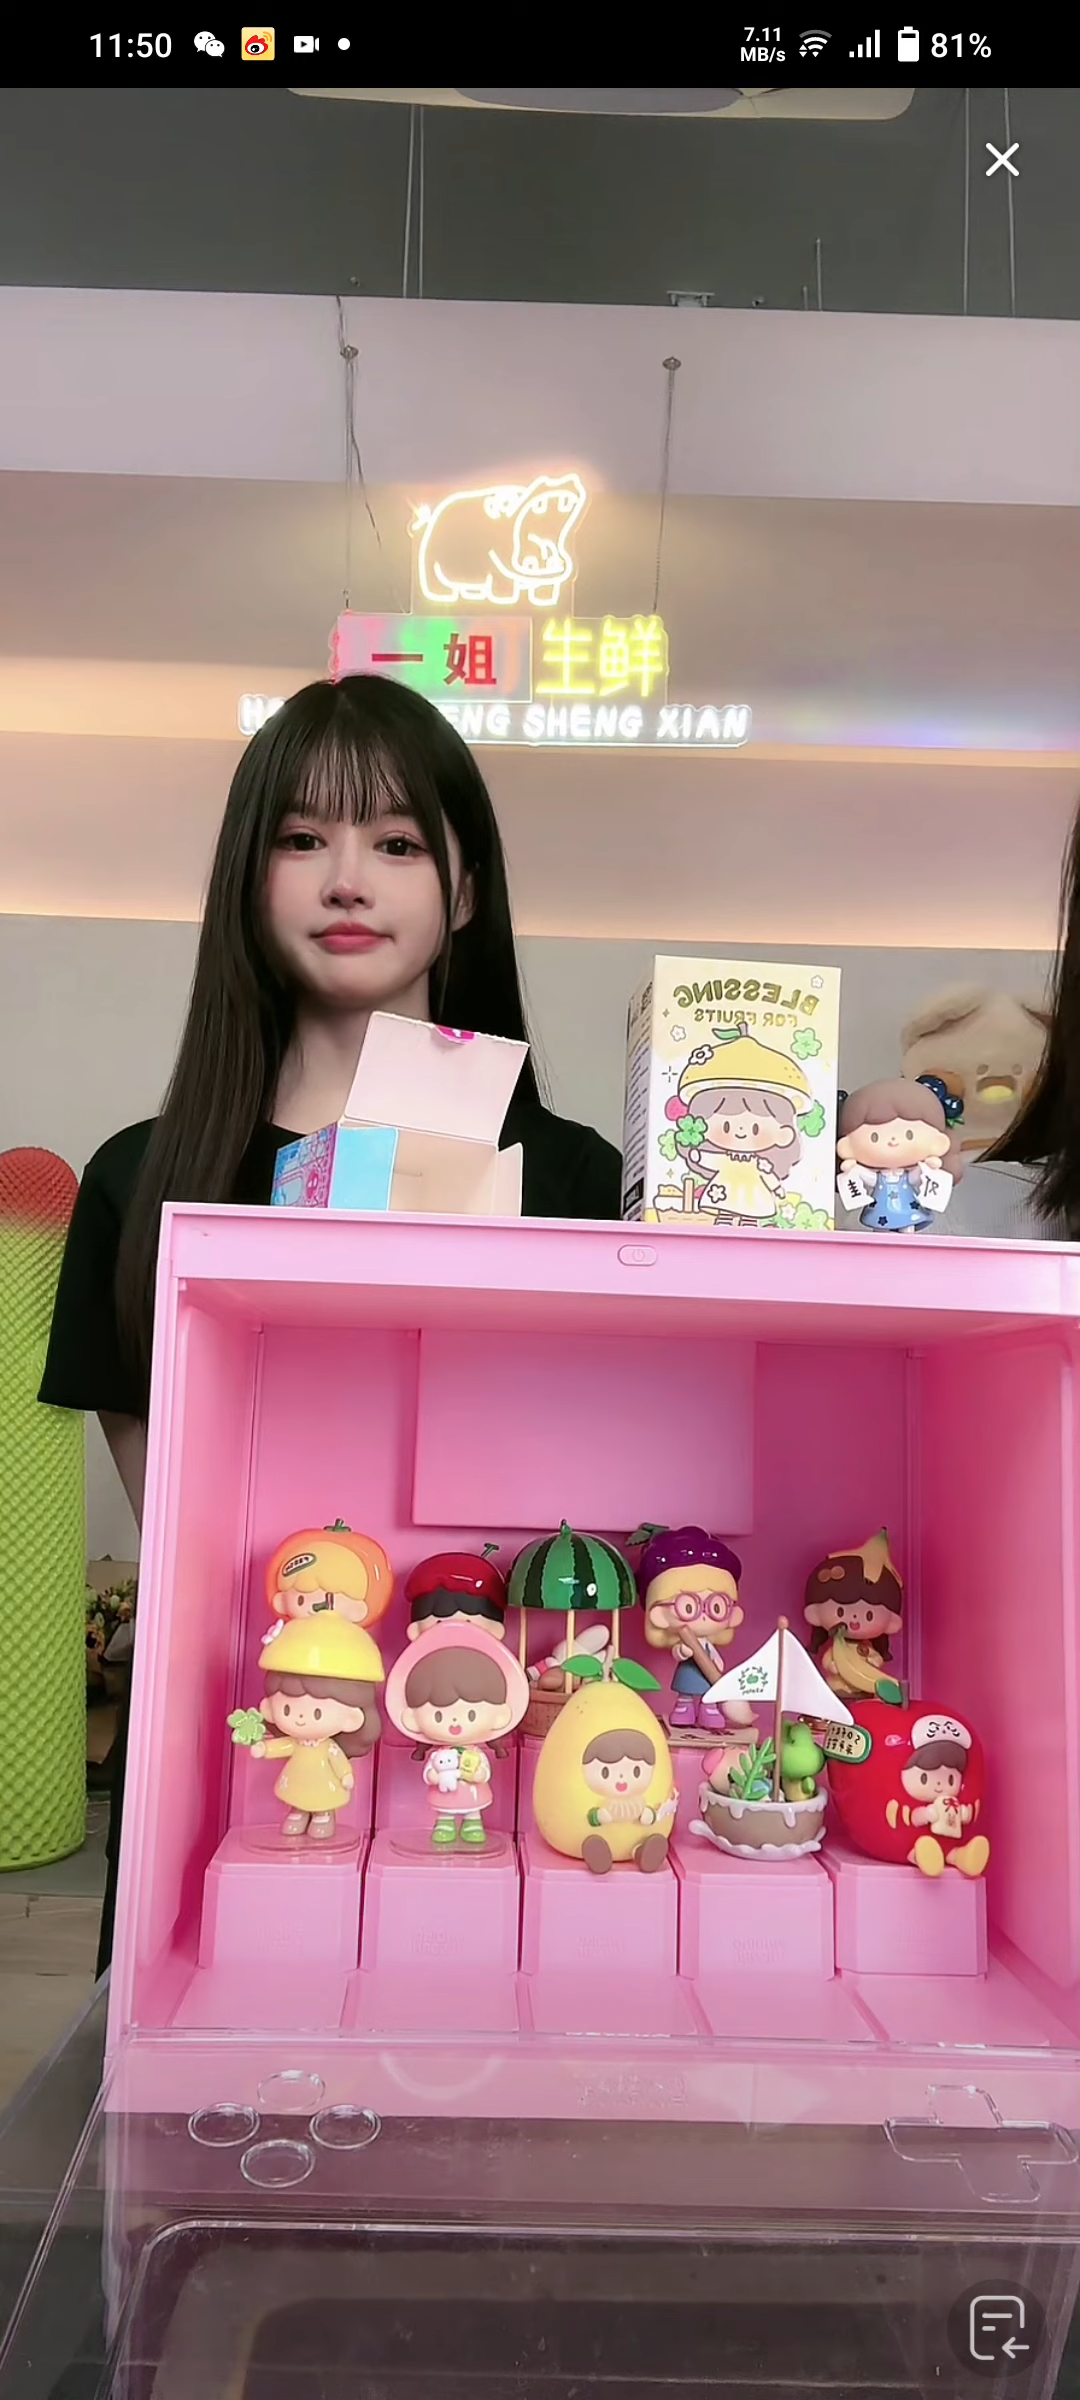 11:50
7.11
MB/s
81%
一姐 生鲜
ENG SHENG XIAN
BLESSING
FOR FRUITS